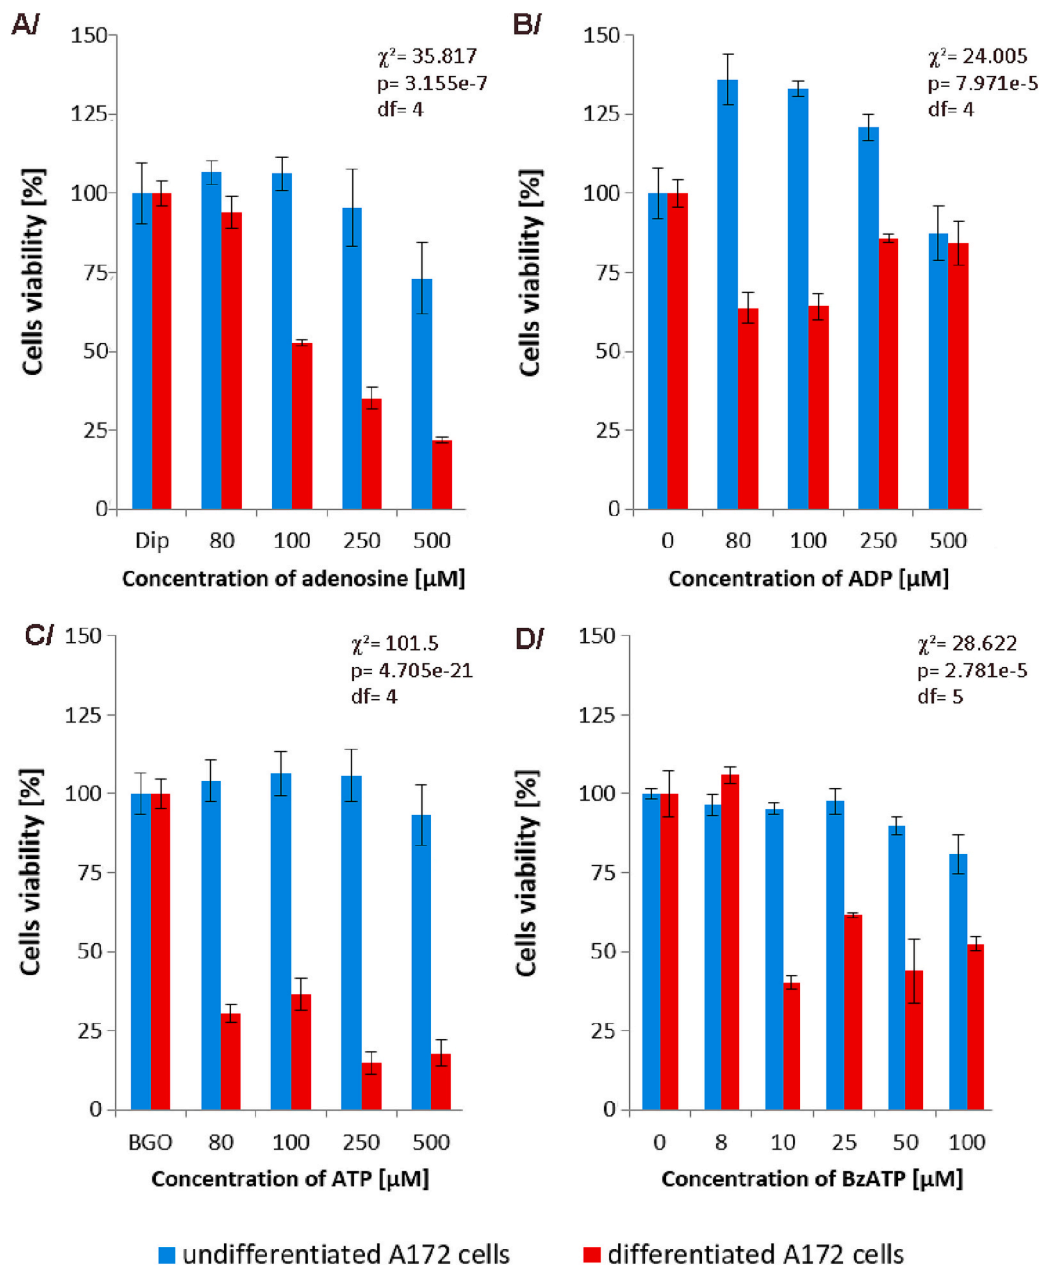 A/
150
125
100
75
50
25
0
Cells viability [%]
χ²= 35.817
p= 3.155e-7
df= 4
Dip 80 100 250 500
Concentration of adenosine [µM]
B/
150
125
100
75
50
25
0
Cells viability [%]
χ²= 24.005
p= 7.971e-5
df= 4
0 80 100 250 500
Concentration of ADP [µM]
C/
150
125
100
75
50
25
0
Cells viability [%]
χ²= 101.5
p= 4.705e-21
df= 4
BGO 80 100 250 500
Concentration of ATP [µM]
D/
150
125
100
75
50
25
0
Cells viability [%]
χ²= 28.622
p= 2.781e-5
df= 5
0 8 10 25 50 100
Concentration of BzATP [µM]
undifferentiated A172 cells
differentiated A172 cells